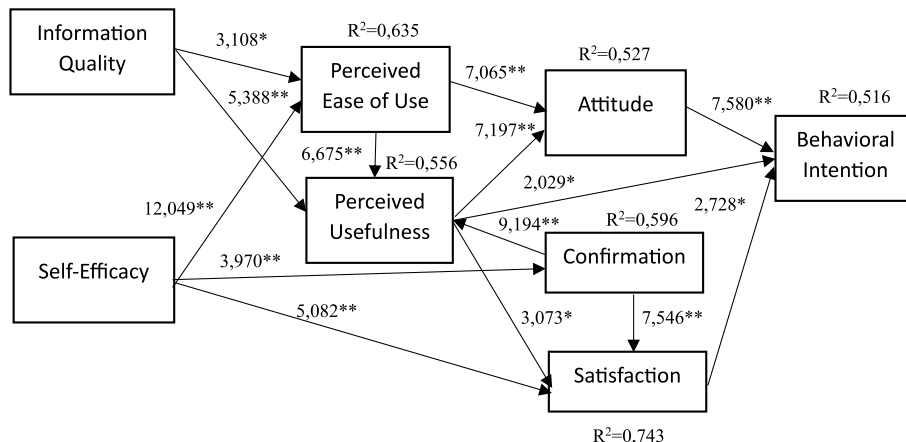 Information
Quality
3,108*
5,388**
R²=0,635
Perceived
Ease of Use
7,065**
R²=0,527
Attitude
7,580**
R²=0,516
Behavioral
Intention
7,197**
6,675**
R²=0,556
Perceived
Usefulness
2,029*
2,728*
12,049**
9,194**
R²=0,596
Confirmation
Self-Efficacy
3,970**
5,082**
3,073*
7,546**
Satisfaction
R²=0,743